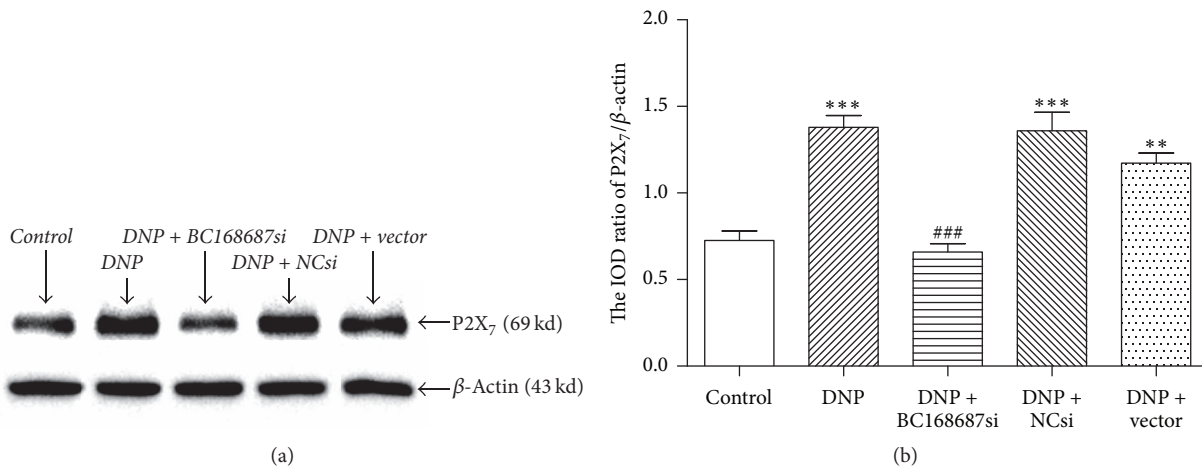 Control
DNP + BC168687si
DNP + vector
DNP
DNP + NCsi
P2X₇ (69 kd)
β-Actin (43 kd)
(a)
The IOD ratio of P2X₇/β-actin
2.0
1.5
1.0
0.5
0.0
***
###
***
**
Control
DNP
DNP +
BC168687si
DNP +
NCsi
DNP +
vector
(b)